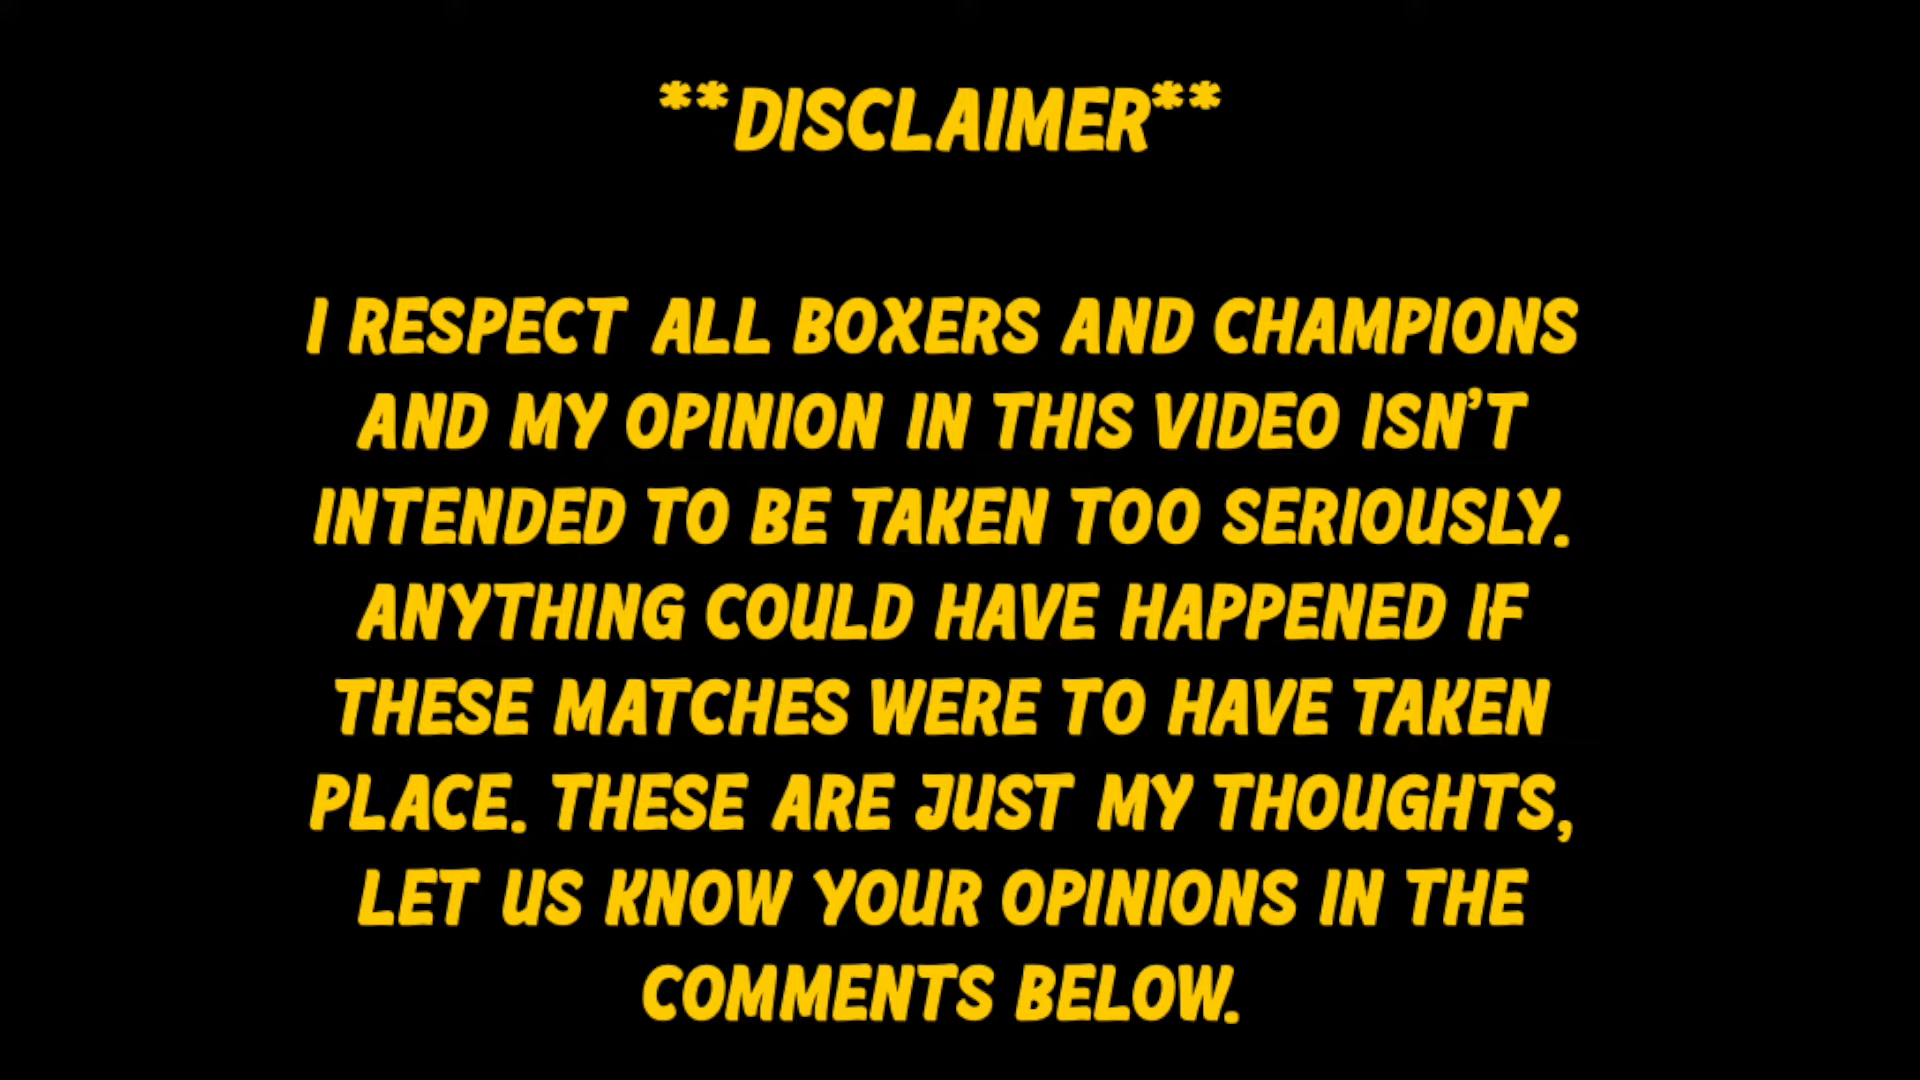 **DISCLAIMER**
I RESPECT ALL BOXERS AND CHAMPIONS
AND MY OPINION IN THIS VIDEO ISN'T
INTENDED TO BE TAKEN TOO SERIOUSLY.
ANYTHING COULD HAVE HAPPENED IF
THESE MATCHES WERE TO HAVE TAKEN
PLACE. THESE ARE JUST MY THOUGHTS,
LET US KNOW YOUR OPINIONS IN THE
COMMENTS BELOW.